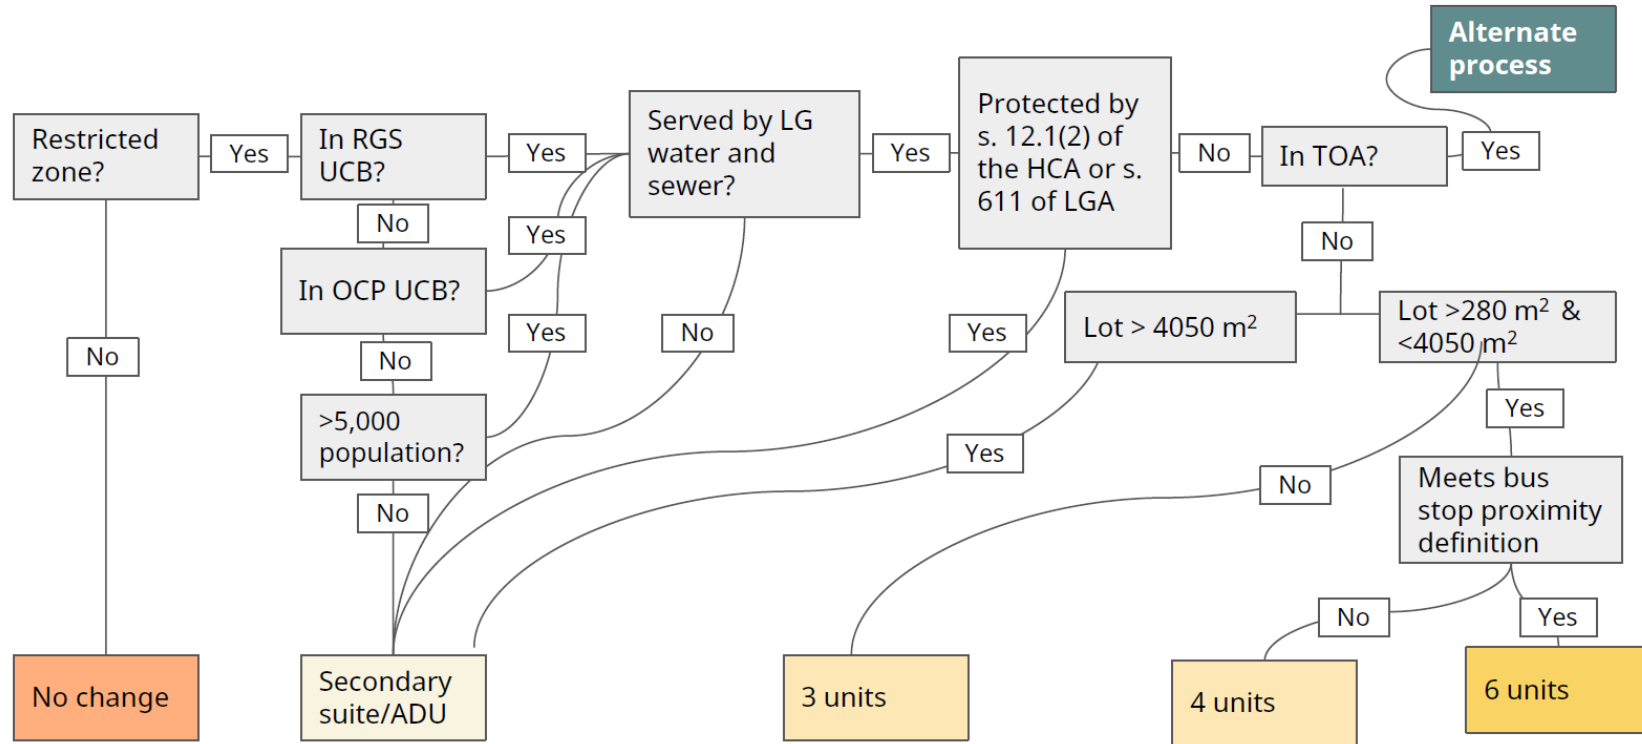 Alternate
process
Restricted
zone?
Yes
In RGS
UCB?
Yes
Served by LG
water and
sewer?
Yes
Protected by
s. 12.1(2) of
the HCA or s.
611 of LGA
No
In TOA?
Yes
No
Yes
No
In OCP UCB?
Lot > 4050 m²
Lot >280 m² &
<4050 m²
No
No
Yes
No
Yes
>5,000
population?
Yes
Yes
No
Meets bus
stop proximity
definition
No
No
Yes
No change
Secondary
suite/ADU
3 units
4 units
6 units